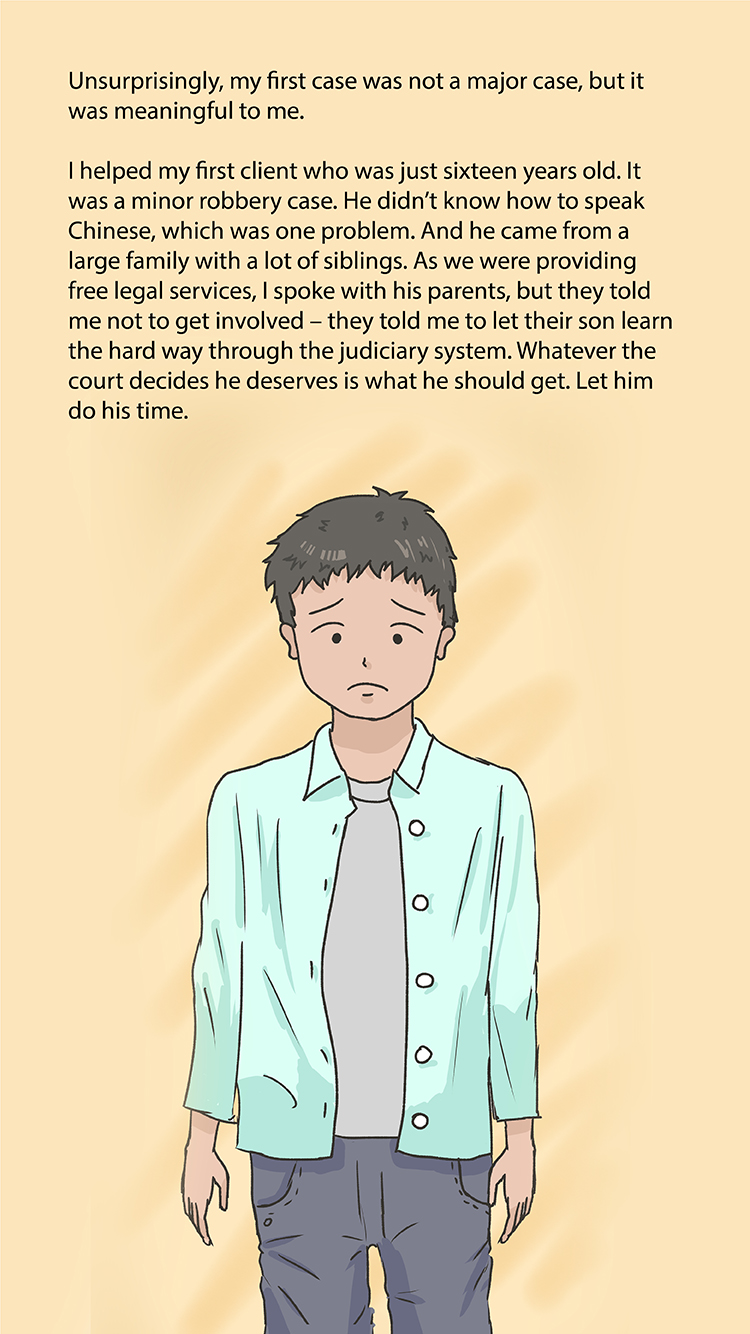 Unsurprisingly, my first case was not a major case, but it
was meaningful to me.
I helped my first client who was just sixteen years old. It
was a minor robbery case. He didn’t know how to speak
Chinese, which was one problem. And he came from a
large family with a lot of siblings. As we were providing
free legal services, I spoke with his parents, but they told
me not to get involved – they told me to let their son learn
the hard way through the judiciary system. Whatever the
court decides he deserves is what he should get. Let him
do his time.